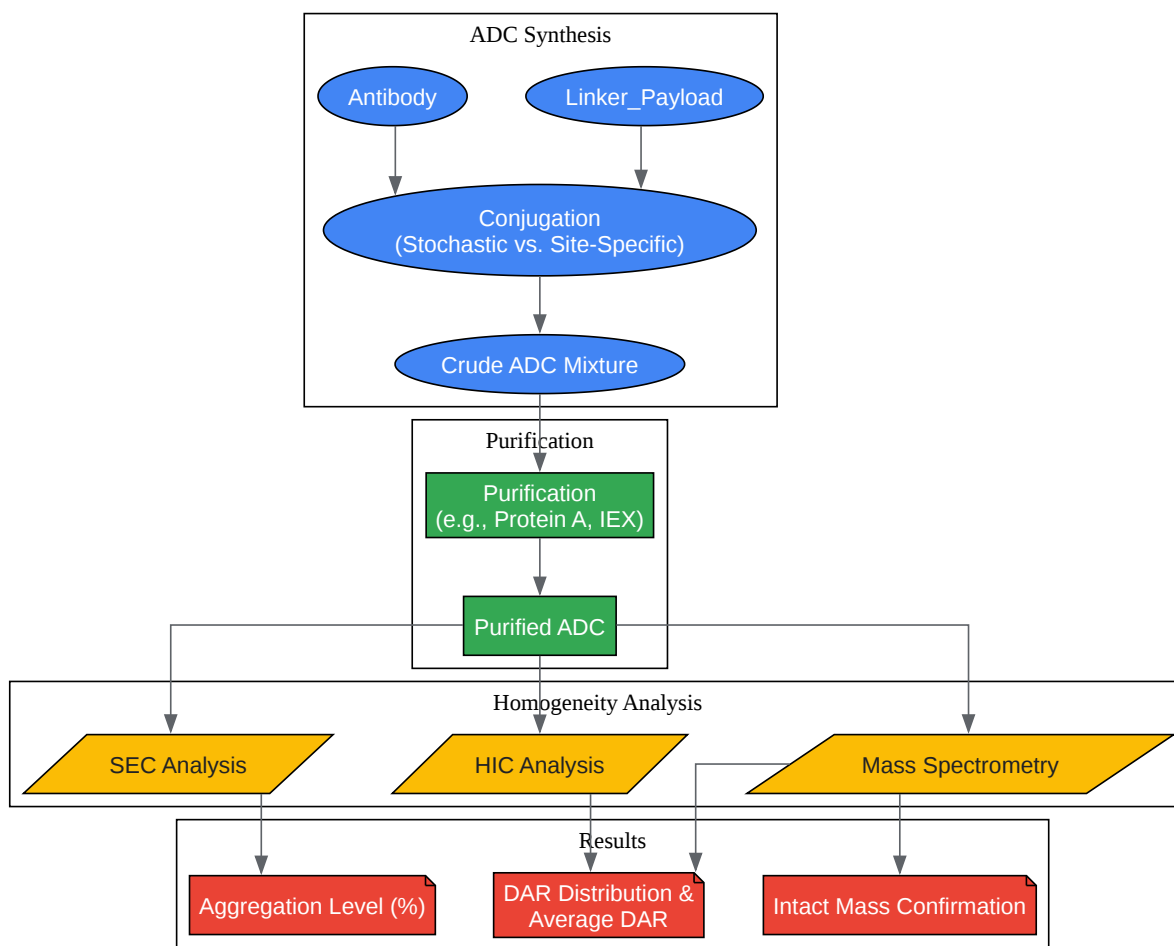 ADC Synthesis
Antibody
Linker_Payload
Conjugation
(Stochastic vs. Site-Specific)
Crude ADC Mixture
Purification
Purification
(e.g., Protein A, IEX)
Purified ADC
Homogeneity Analysis
SEC Analysis
HIC Analysis
Mass Spectrometry
Results
Aggregation Level (%)
DAR Distribution &
Average DAR
Intact Mass Confirmation